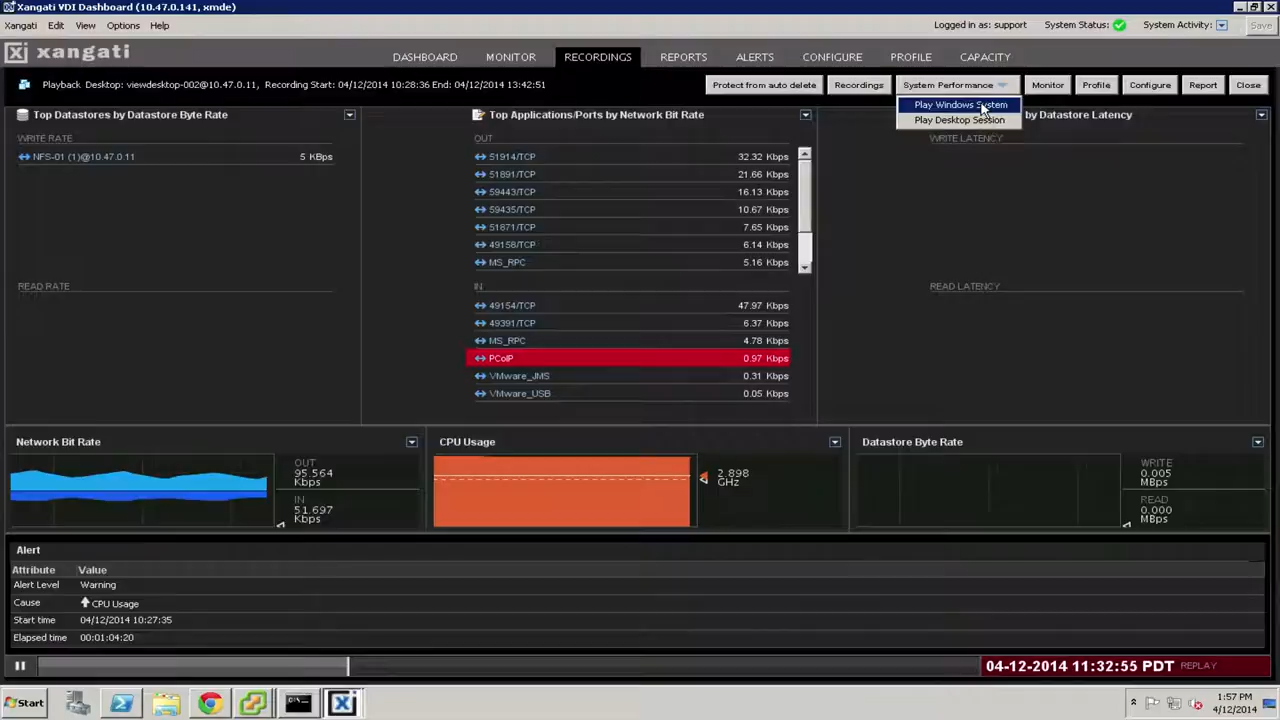 Xangati VDI Dashboard (10.47.0.141, xmde)
Xangati Edit View Options Help
Logged in as: support System Status: System Activity: Save
xangati
DASHBOARD MONITOR RECORDINGS REPORTS ALERTS CONFIGURE PROFILE CAPACITY
Playback Desktop: viewdesktop-002@10.47.0.11, Recording Start: 04/12/2014 10:28:36 End: 04/12/2014 13:42:51
Protect from auto delete Recordings System Performance Monitor Profile Configure Report Close
Play Windows System
Play Desktop Session
Top Datastores by Datastore Byte Rate
WRITE RATE
NFS-01 (1)@10.47.0.11 5 KBps
READ RATE
Top Applications/Ports by Network Bit Rate
OUT
51914/TCP 32.32 Kbps
51891/TCP 21.66 Kbps
59443/TCP 16.13 Kbps
59435/TCP 10.67 Kbps
51871/TCP 7.65 Kbps
49158/TCP 6.14 Kbps
MS_RPC 5.16 Kbps
IN
49154/TCP 47.97 Kbps
49391/TCP 6.37 Kbps
MS_RPC 4.78 Kbps
PCoIP 0.97 Kbps
VMware_JMS 0.31 Kbps
VMware_USB 0.05 Kbps
by Datastore Latency
WRITE LATENCY
READ LATENCY
Network Bit Rate
OUT
95.564
Kbps
IN
51.697
Kbps
CPU Usage
2.898
GHz
Datastore Byte Rate
WRITE
0.005
MBps
READ
0.000
MBps
Alert
Attribute Value
Alert Level Warning
Cause CPU Usage
Start time 04/12/2014 10:27:35
Elapsed time 00:01:04:20
04-12-2014 11:32:55 PDT REPLAY
Start
1:57 PM
4/12/2014